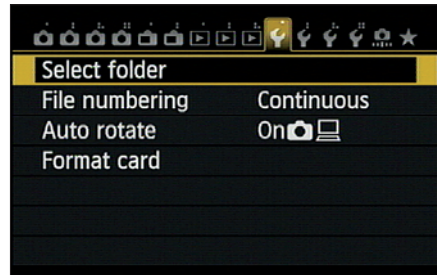 Select folder
File numbering Continuous
Auto rotate On
Format card